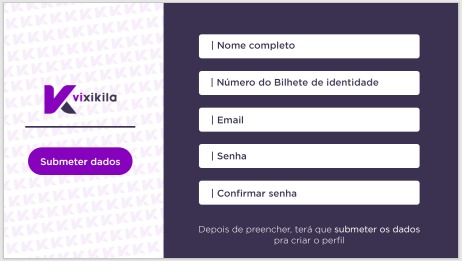 vixikila
Submeter dados
| Nome completo
| Número do Bilhete de identidade
| Email
| Senha
| Confirmar senha
Depois de preencher, terá que submeter os dados
pra criar o perfil